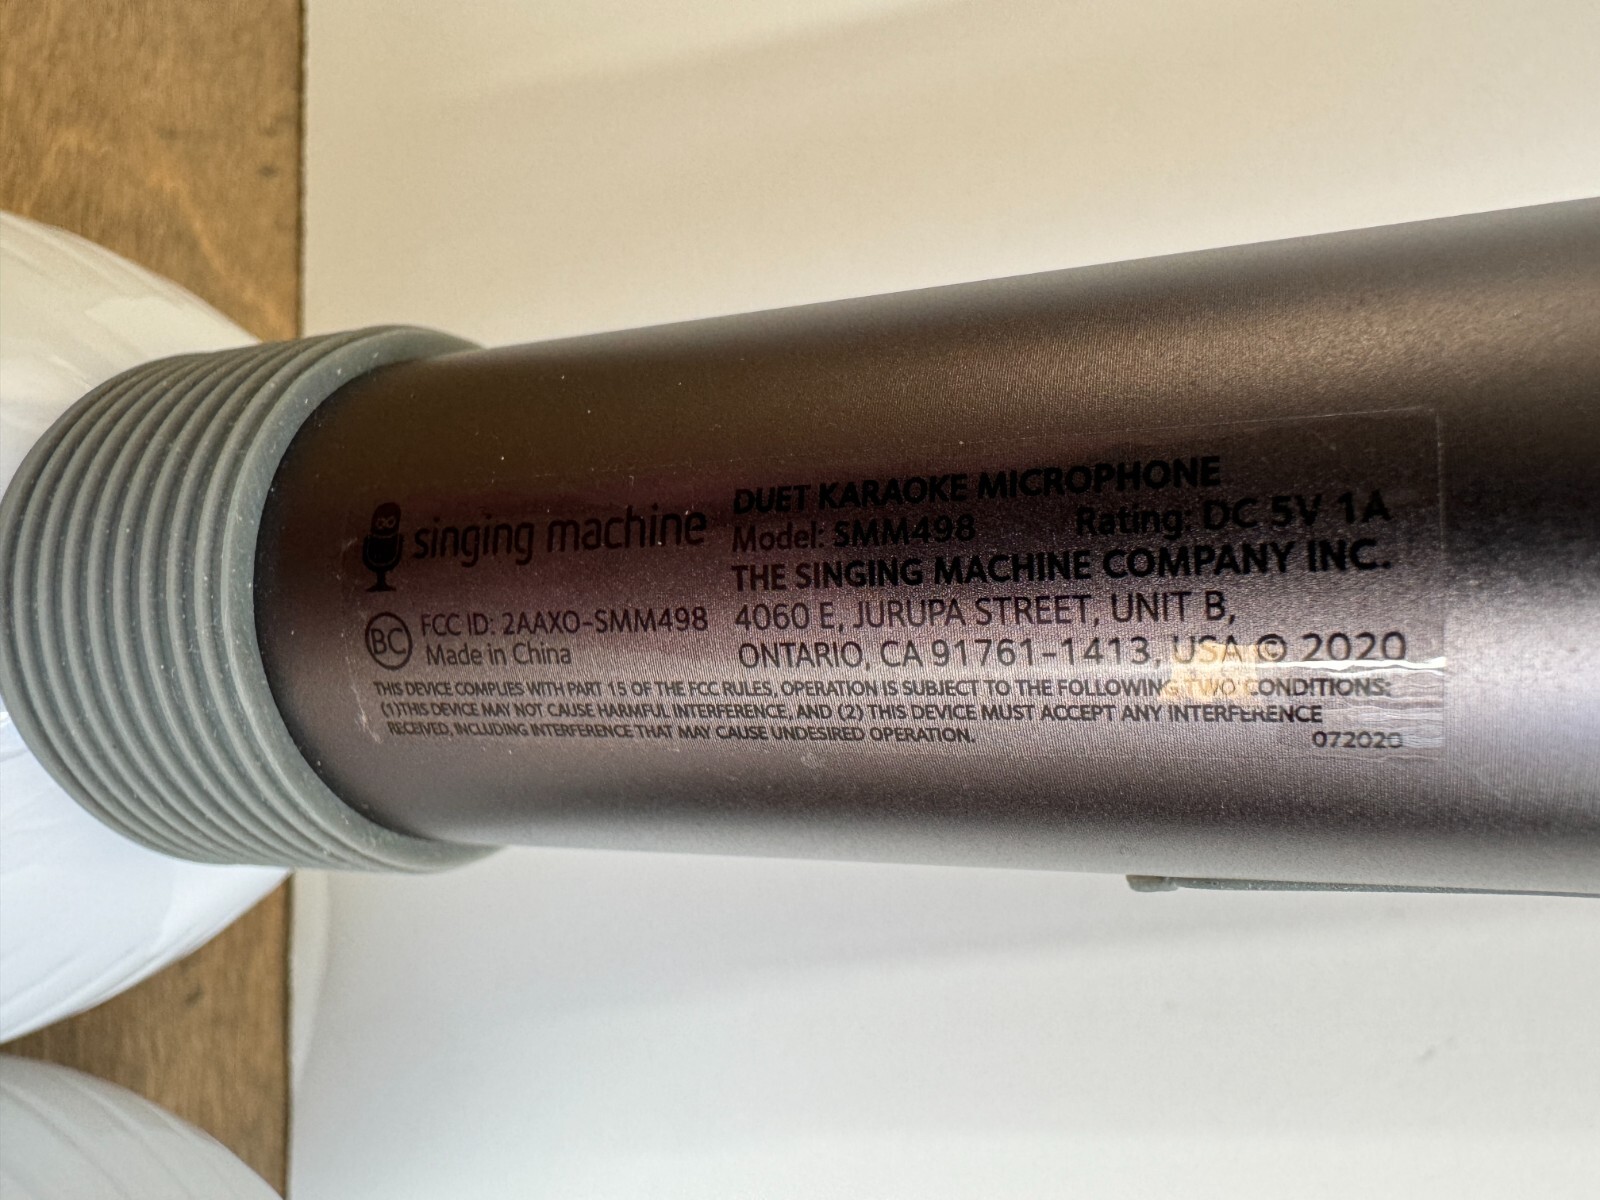 singing machine
BC
FCC ID: 2AAXO-SMM498
Made in China
DUET KARAOKE MICROPHONE
Model: SMM498 Rating: DC 5V 1A
THE SINGING MACHINE COMPANY INC.
4060 E, JURUPA STREET, UNIT B,
ONTARIO, CA 91761-1413, USA © 2020
THIS DEVICE COMPLIES WITH PART 15 OF THE FCC RULES, OPERATION IS SUBJECT TO THE FOLLOWING TWO CONDITIONS:
(1)THIS DEVICE MAY NOT CAUSE HARMFUL INTERFERENCE, AND (2) THIS DEVICE MUST ACCEPT ANY INTERFERENCE
RECEIVED, INCLUDING INTERFERENCE THAT MAY CAUSE UNDESIRED OPERATION.
072020